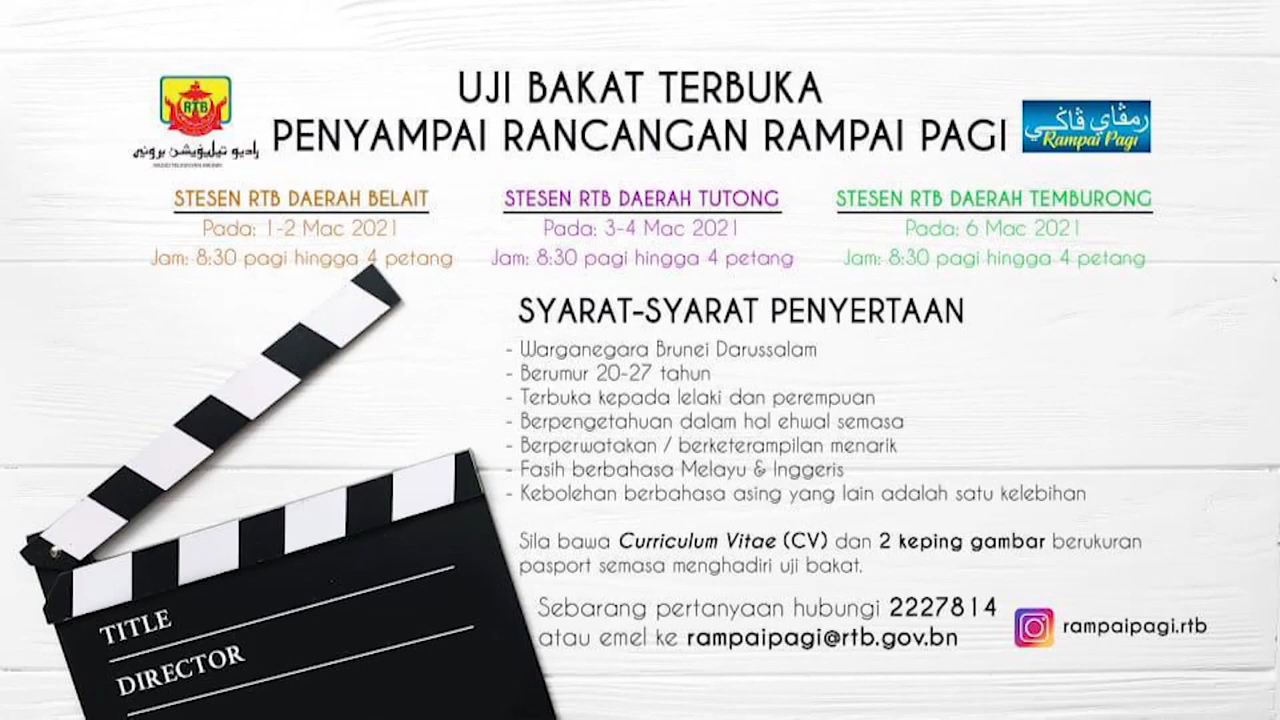 UJI BAKAT TERBUKA
PENYAMPAI RANCANGAN RAMPAI PAGI
RTB
راديو تيليۏيشن بروني
رمڤاي ڤاݢي
Rampai Pagi
STESEN RTB DAERAH BELAIT
Pada: 1-2 Mac 2021
Jam: 8:30 pagi hingga 4 petang
STESEN RTB DAERAH TUTONG
Pada: 3-4 Mac 2021
Jam: 8:30 pagi hingga 4 petang
STESEN RTB DAERAH TEMBURONG
Pada: 6 Mac 2021
Jam: 8:30 pagi hingga 4 petang
SYARAT-SYARAT PENYERTAAN
- Warganegara Brunei Darussalam
- Berumur 20-27 tahun
- Terbuka kepada lelaki dan perempuan
- Berpengetahuan dalam hal ehwal semasa
- Berperwatakan / berketerampilan menarik
- Fasih berbahasa Melayu & Inggeris
- Kebolehan berbahasa asing yang lain adalah satu kelebihan
Sila bawa Curriculum Vitae (CV) dan 2 keping gambar berukuran
pasport semasa menghadiri uji bakat.
Sebarang pertanyaan hubungi 2227814
atau emel ke rampaipagi@rtb.gov.bn
rampaipagi.rtb
TITLE
DIRECTOR